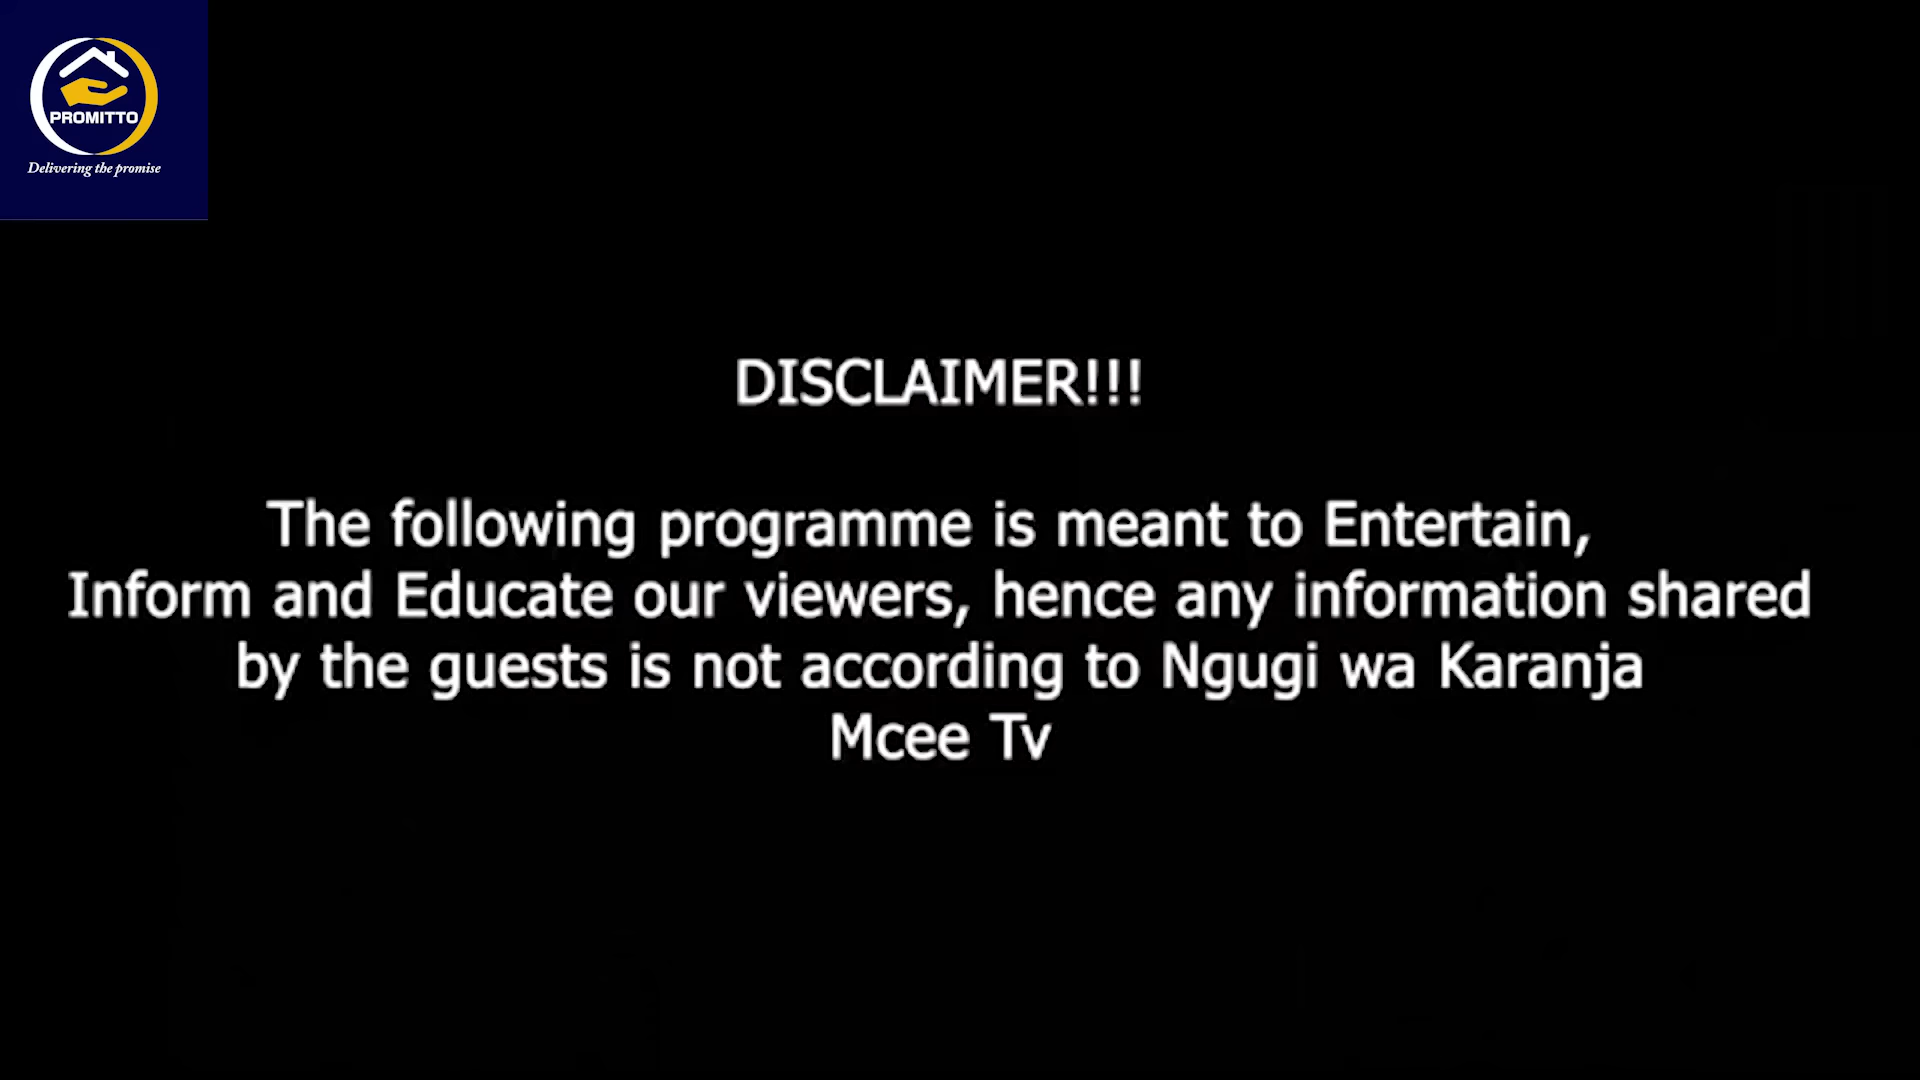 PROMITTO
Delivering the promise
DISCLAIMER!!!
The following programme is meant to Entertain,
Inform and Educate our viewers, hence any information shared
by the guests is not according to Ngugi wa Karanja
Mcee Tv